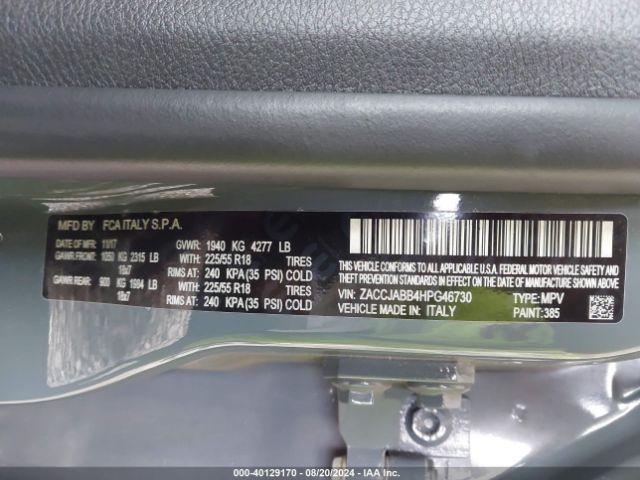 MFD BY FCA ITALY S.P.A.
DATE OF MFR: 11/17 GVWR: 1940 KG 4277 LB
GAWR FRONT: 1050 KG 2315 LB WITH: 225/55 R18 TIRES
18x7 RIMS AT: 240 KPA(35 PSI) COLD
GAWR REAR: 900 KG 1984 LB WITH: 225/55 R18 TIRES
18x7 RIMS AT: 240 KPA(35 PSI) COLD
THIS VEHICLE CONFORMS TO ALL APPLICABLE U.S.A. FEDERAL MOTOR VEHICLE SAFETY,
BUMPER AND THEFT PREVENTION STANDARDS IN EFFECT ON THE DATE OF MANUFACTURE SHOWN ABOVE
VIN: ZACCJABB4HPG46730 TYPE: MPV
VEHICLE MADE IN: ITALY PAINT: 385
000-40129170 - 08/20/2024 - IAA Inc.